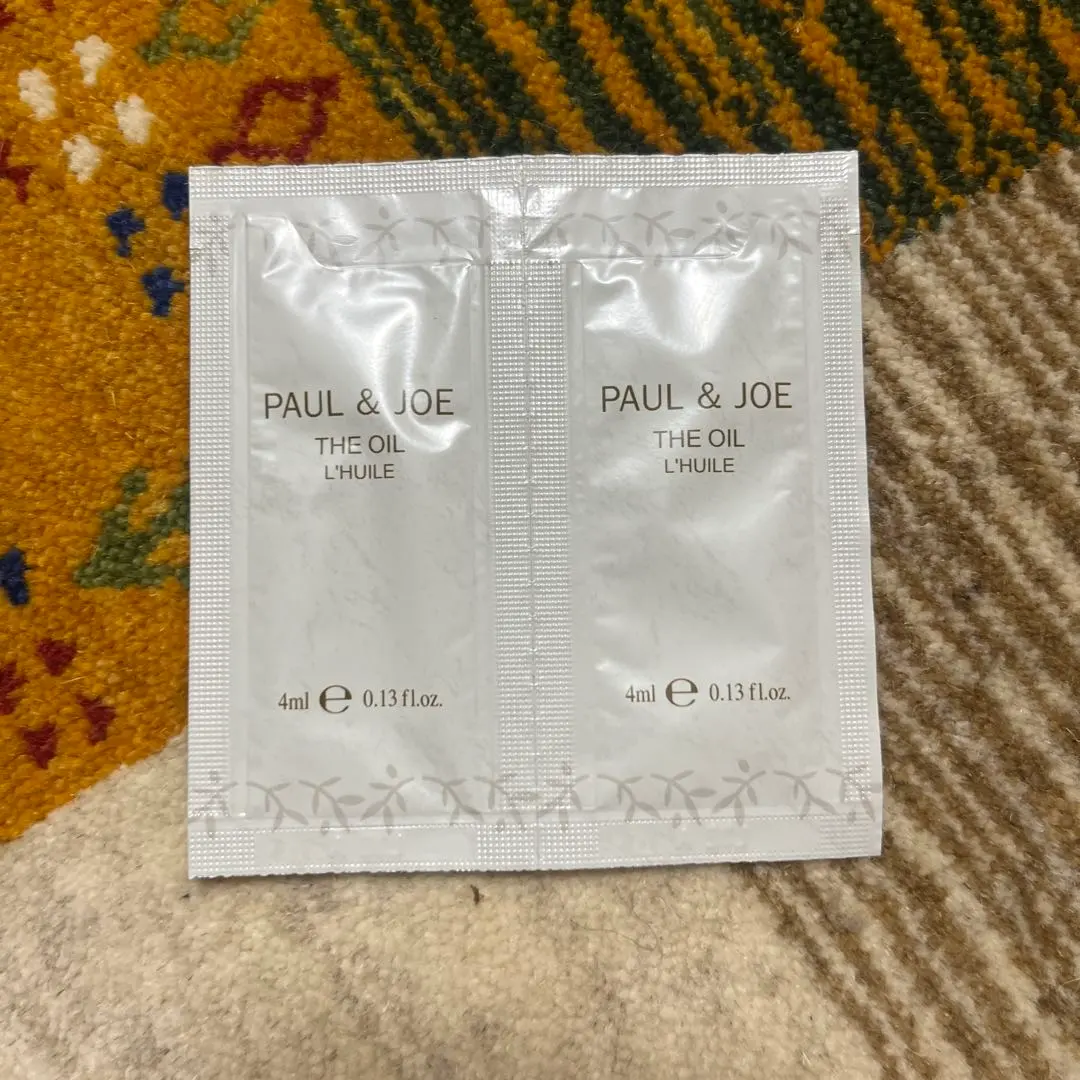 PAUL & JOE
THE OIL
L'HUILE
4ml ℮ 0.13 fl.oz.
PAUL & JOE
THE OIL
L'HUILE
4ml ℮ 0.13 fl.oz.